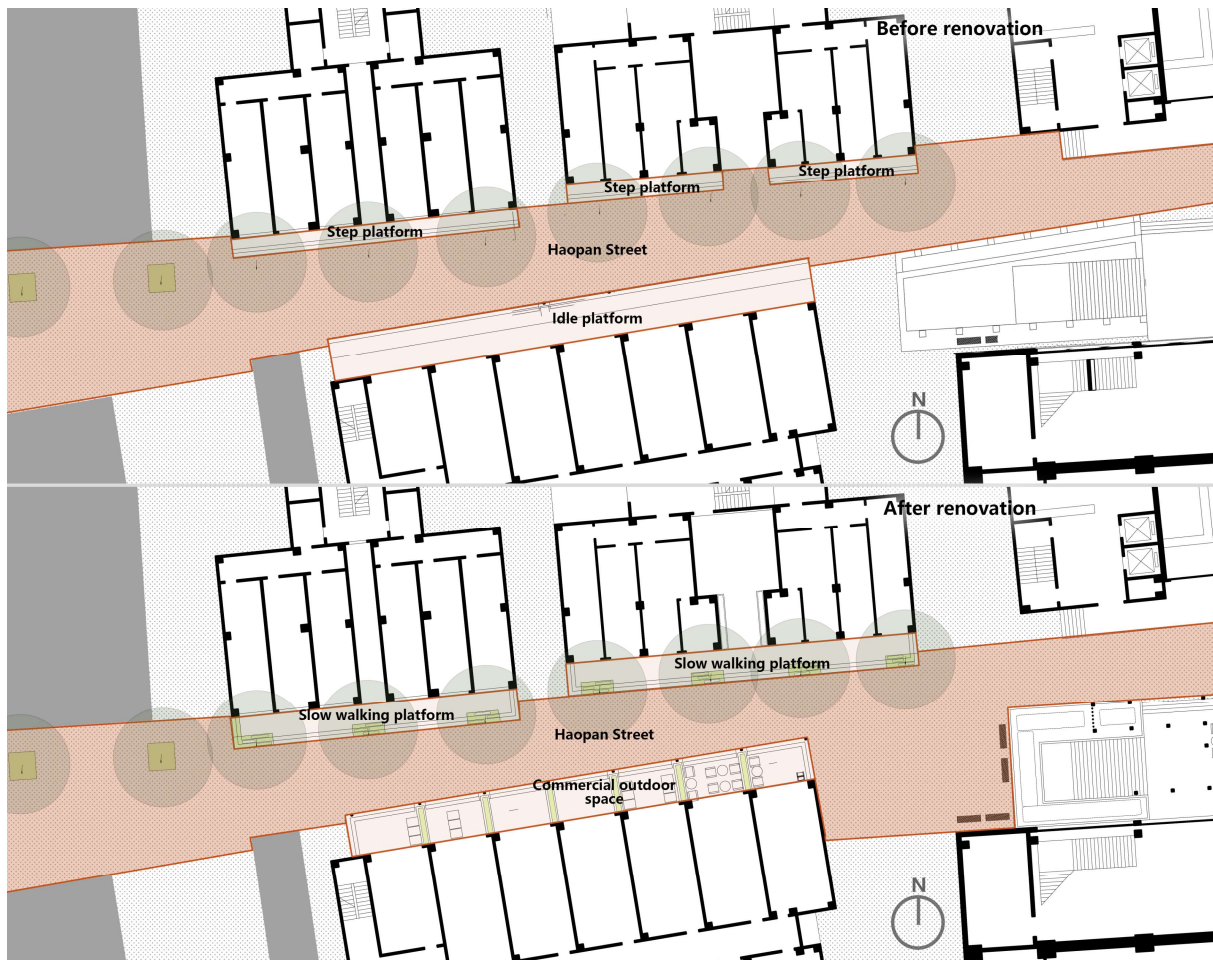 Before renovation
Step platform
Step platform
Step platform
Haopan Street
Idle platform
N
After renovation
Slow walking platform
Slow walking platform
Haopan Street
Commercial outdoor
space
N